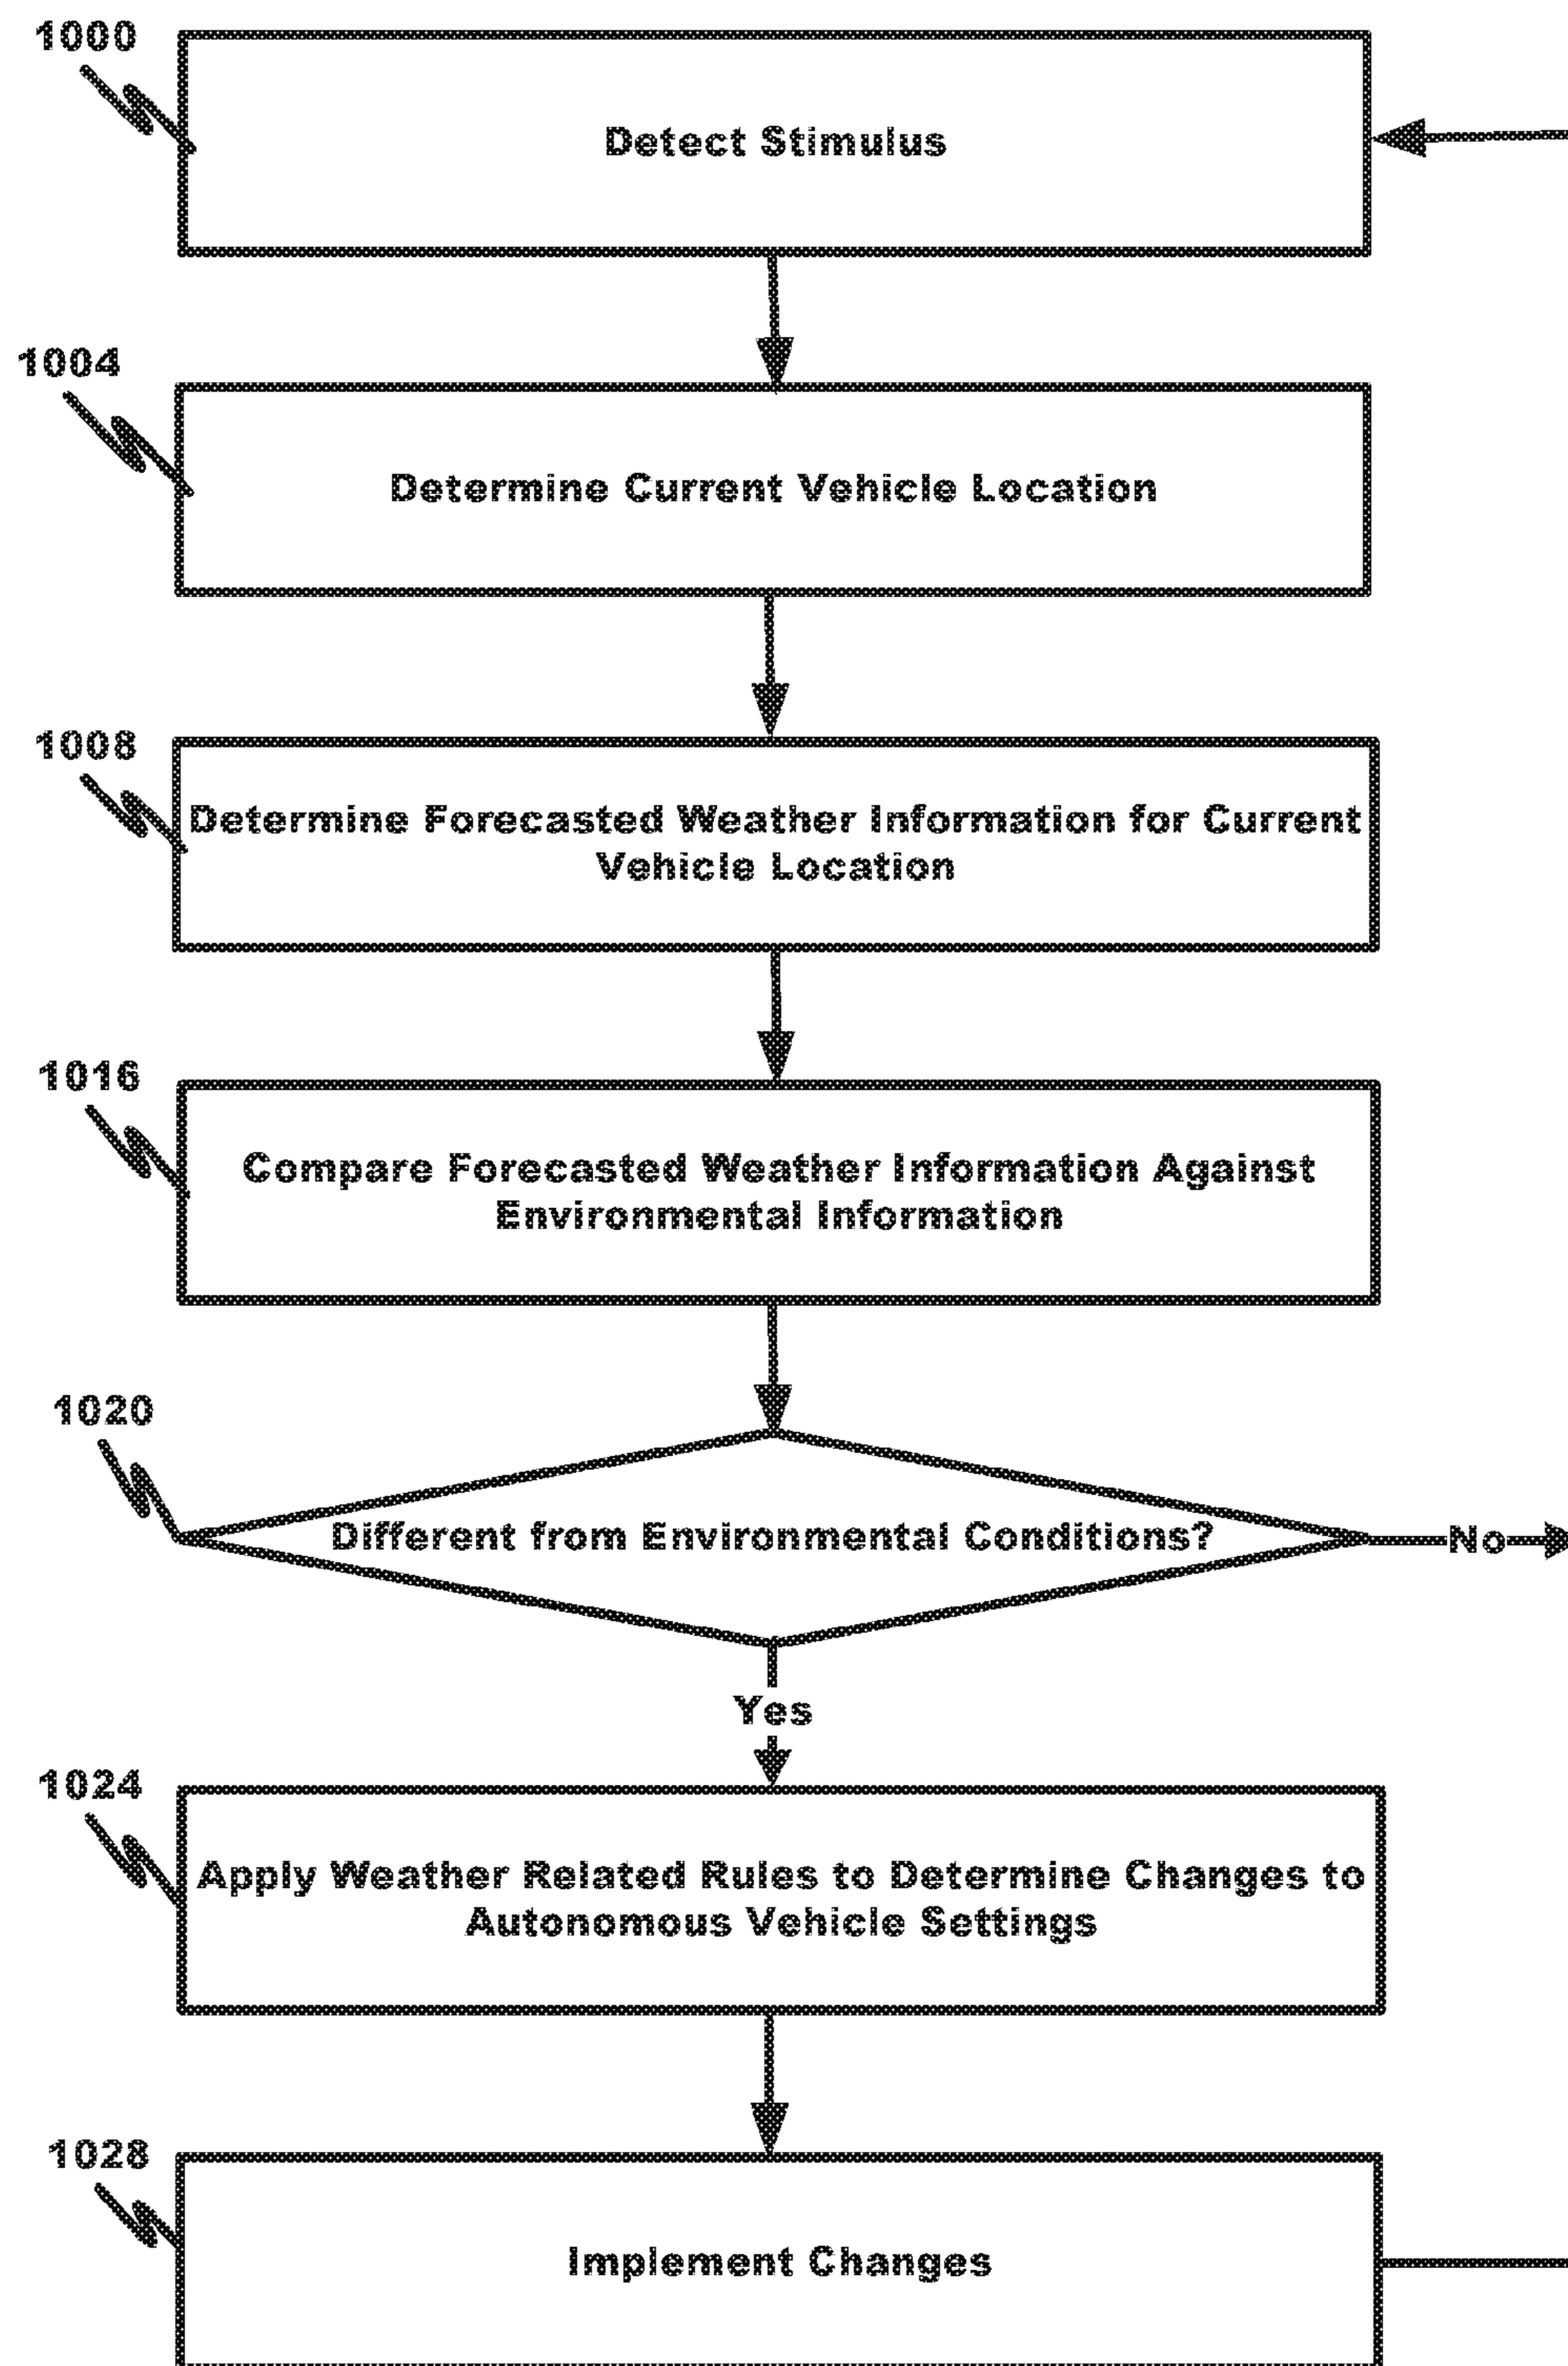 1000
Detect Stimulus
1004
Determine Current Vehicle Location
1008
Determine Forecasted Weather Information for Current
Vehicle Location
1016
Compare Forecasted Weather Information Against
Environmental Information
1020
Different from Environmental Conditions?
No
Yes
1024
Apply Weather Related Rules to Determine Changes to
Autonomous Vehicle Settings
1028
Implement Changes